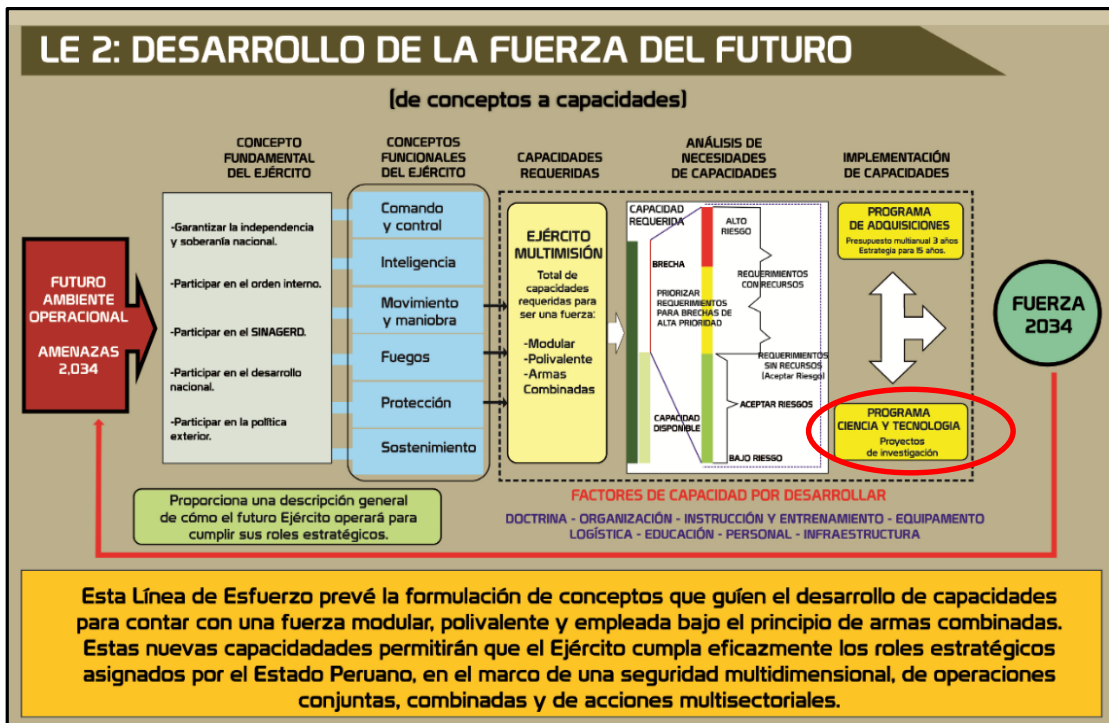 LE 2: DESARROLLO DE LA FUERZA DEL FUTURO
(de conceptos a capacidades)
CONCEPTO
FUNDAMENTAL
DEL EJÉRCITO
CONCEPTOS
FUNCIONALES
DEL EJÉRCITO
CAPACIDADES
REQUERIDAS
ANÁLISIS DE
NECESIDADES
DE CAPACIDADES
IMPLEMENTACIÓN
DE CAPACIDADES
FUTURO
AMBIENTE
OPERACIONAL
AMENAZAS
2,034
-Garantizar la independencia
y soberanía nacional.
-Participar en el orden interno.
-Participar en el SINAGERD.
-Participar en el desarrollo
nacional.
-Participar en la política
exterior.
Comando
y control
Inteligencia
Movimiento
y maniobra
Fuegos
Protección
Sostenimiento
EJÉRCITO
MULTIMISIÓN
Total de
capacidades
requeridas para
ser una fuerza:
-Modular
-Polivalente
-Armas
Combinadas
CAPACIDAD
REQUERIDA
BRECHA
PRIORIZAR
REQUERIMIENTOS
PARA BRECHAS DE
ALTA PRIORIDAD
CAPACIDAD
DISPONIBLE
ALTO
RIESGO
REQUERIMIENTOS
CON RECURSOS
REQUERIMIENTOS
SIN RECURSOS
(Aceptar Riesgo)
ACEPTAR RIESGOS
BAJO RIESGO
PROGRAMA
DE ADQUISICIONES
Presupuesto multianual 3 años
Estrategia para 15 años.
PROGRAMA
CIENCIA Y TECNOLOGIA
Proyectos
de investigación
FUERZA
2034
Proporciona una descripción general
de cómo el futuro Ejército operará para
cumplir sus roles estratégicos.
FACTORES DE CAPACIDAD POR DESARROLLAR
DOCTRINA - ORGANIZACIÓN - INSTRUCCIÓN Y ENTRENAMIENTO - EQUIPAMENTO
LOGÍSTICA - EDUCACIÓN - PERSONAL - INFRAESTRUCTURA
Esta Línea de Esfuerzo prevé la formulación de conceptos que guíen el desarrollo de capacidades
para contar con una fuerza modular, polivalente y empleada bajo el principio de armas combinadas.
Estas nuevas capacidadades permitirán que el Ejército cumpla eficazmente los roles estratégicos
asignados por el Estado Peruano, en el marco de una seguridad multidimensional, de operaciones
conjuntas, combinadas y de acciones multisectoriales.